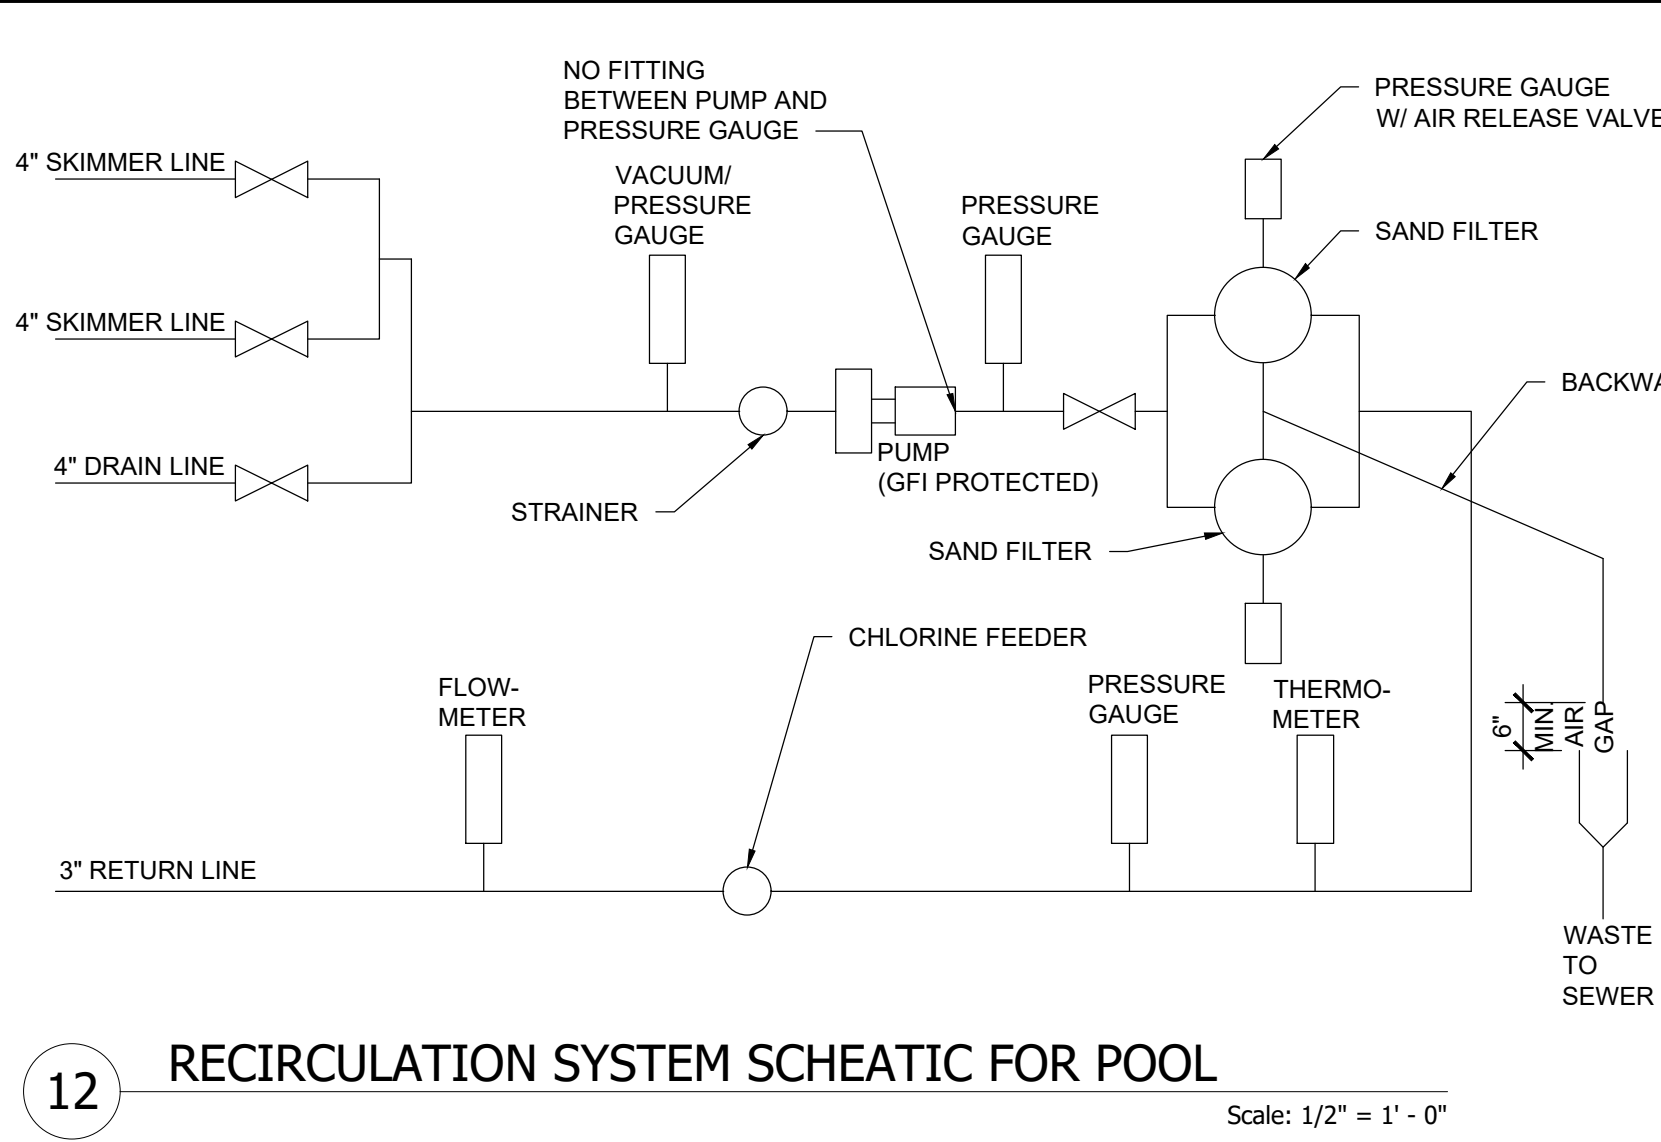 NO FITTING
BETWEEN PUMP AND
PRESSURE GAUGE
PRESSURE GAUGE
W/ AIR RELEASE VALVE
4" SKIMMER LINE
VACUUM/
PRESSURE
GAUGE
PRESSURE
GAUGE
SAND FILTER
4" SKIMMER LINE
4" DRAIN LINE
STRAINER
PUMP
(GFI PROTECTED)
SAND FILTER
CHLORINE FEEDER
FLOW-
METER
PRESSURE
GAUGE
THERMO-
METER
6"
MIN.
AIR
GAP
3" RETURN LINE
WASTE
TO
SEWER
12
RECIRCULATION SYSTEM SCHEATIC FOR POOL
Scale: 1/2" = 1' - 0"